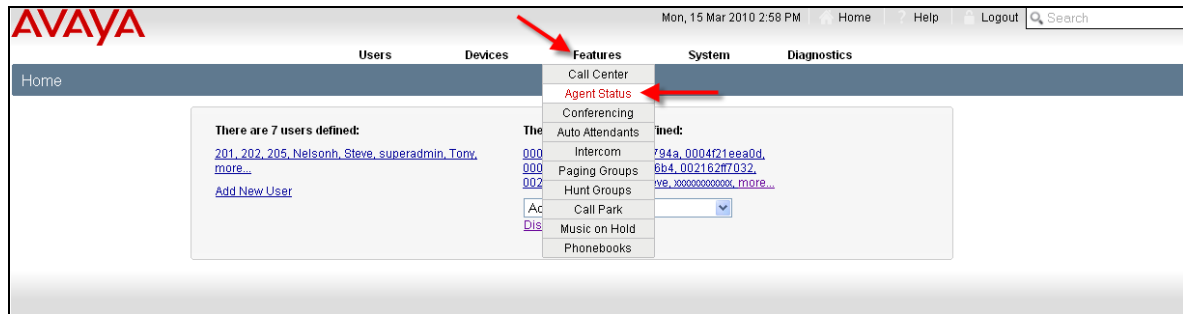 AVAYA
Mon, 15 Mar 2010 2:58 PM Home ? Help Logout Search
Users Devices Features System Diagnostics
Home
Call Center
Agent Status
Conferencing
Auto Attendants
Intercom
Paging Groups
Hunt Groups
Call Park
Music on Hold
Phonebooks
There are 7 users defined:
201, 202, 205, Nelsonh, Steve, superadmin, Tony,
more...
Add New User
The fined:
000 794a, 0004f21eea0d,
000 6b4, 002162ff7032,
002 ve, xxxxxxxxxxxx, more...
Ad
Dis